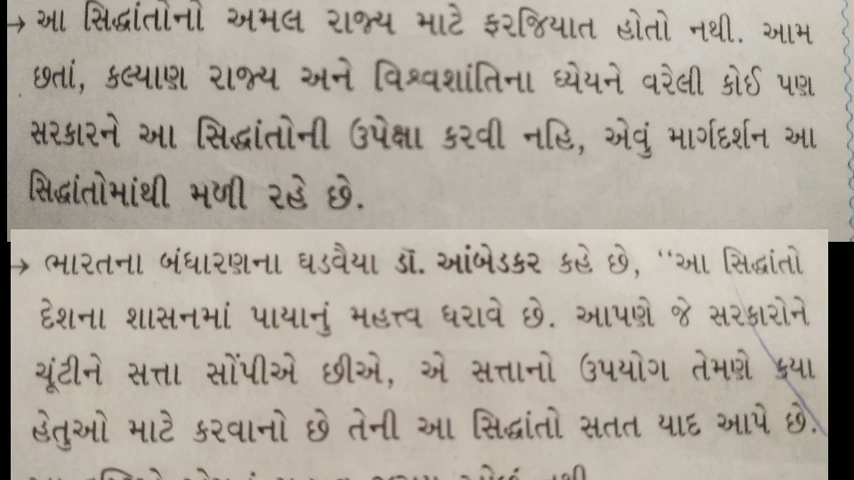 → આ સિદ્ધાંતોનો અમલ રાજ્ય માટે ફરજિયાત હોતો નથી. આમ
છતાં, કલ્યાણ રાજ્ય અને વિશ્વશાંતિના ધ્યેયને વરેલી કોઈ પણ
સરકારને આ સિદ્ધાંતોની ઉપેક્ષા કરવી નહિ, એવું માર્ગદર્શન આ
સિદ્ધાંતોમાંથી મળી રહે છે.
→ ભારતના બંધારણના ઘડવૈયા ડૉ. આંબેડકર કહે છે, “આ સિદ્ધાંતો
દેશના શાસનમાં પાયાનું મહત્ત્વ ધરાવે છે. આપણે જે સરકારોને
ચૂંટીને સત્તા સોંપીએ છીએ, એ સત્તાનો ઉપયોગ તેમણે કયા
હેતુઓ માટે કરવાનો છે તેની આ સિદ્ધાંતો સતત યાદ આપે છે.